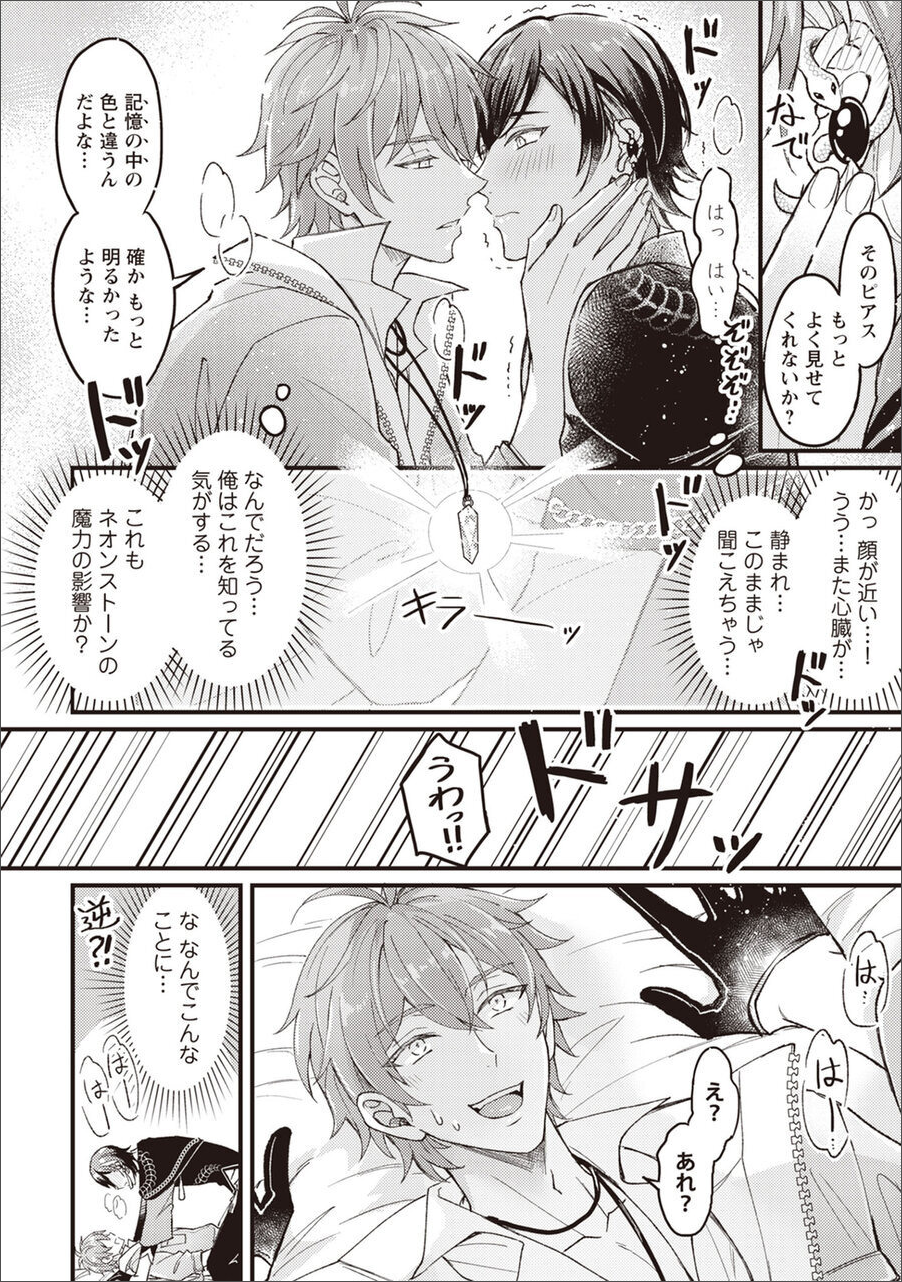 なで
そのピアス
もっと
よく見せて
くれないか?
ドッ
はっ はい…
ぞぞぞ…
ドッ
記憶の中の
色と違うん
だよな…
確か もっと
明るかった
ような…
ドッ
かっ 顔が近い…!
うう…また心臓が…
静まれ…
このままじゃ
聞こえちゃう…
ドッ
キラーーッ
なんでだろう…
俺はこれを知ってる
気がする…
これも
ネオンストーンの
魔力の影響か?
ドサッ
うわっ!!
はー
はー
え?
あれ?
な なんでこんな
ことに…
逆?!
はー
はー